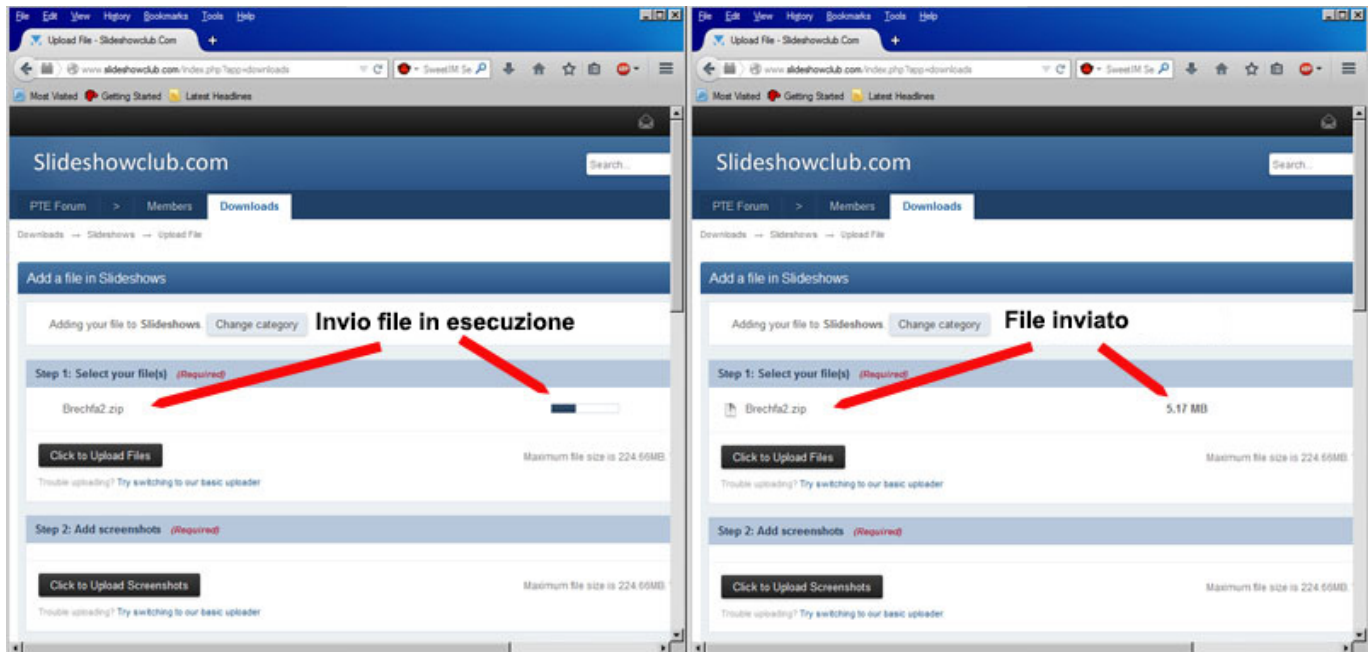 File Edit View History Bookmarks Tools Help
Upload File - Slideshowclub.Com +
www.slideshowclub.com/index.php?app=downloads
SweetIM Se
Most Visited Getting Started Latest Headlines
Slideshowclub.com
Search...
PTE Forum > Members Downloads
Downloads → Slideshows → Upload File
Add a file in Slideshows
Adding your file to Slideshows. Change category
Invio file in esecuzione
Step 1: Select your file(s) (Required)
Brechfa2.zip
Click to Upload Files
Maximum file size is 224.66MB.
Trouble uploading? Try switching to our basic uploader
Step 2: Add screenshots (Required)
Click to Upload Screenshots
Maximum file size is 224.66MB.
Trouble uploading? Try switching to our basic uploader
File Edit View History Bookmarks Tools Help
Upload File - Slideshowclub.Com +
www.slideshowclub.com/index.php?app=downloads
SweetIM Se
Most Visited Getting Started Latest Headlines
Slideshowclub.com
Search...
PTE Forum > Members Downloads
Downloads → Slideshows → Upload File
Add a file in Slideshows
Adding your file to Slideshows. Change category
File inviato
Step 1: Select your file(s) (Required)
Brechfa2.zip 5.17 MB
Click to Upload Files
Maximum file size is 224.66MB.
Trouble uploading? Try switching to our basic uploader
Step 2: Add screenshots (Required)
Click to Upload Screenshots
Maximum file size is 224.66MB.
Trouble uploading? Try switching to our basic uploader